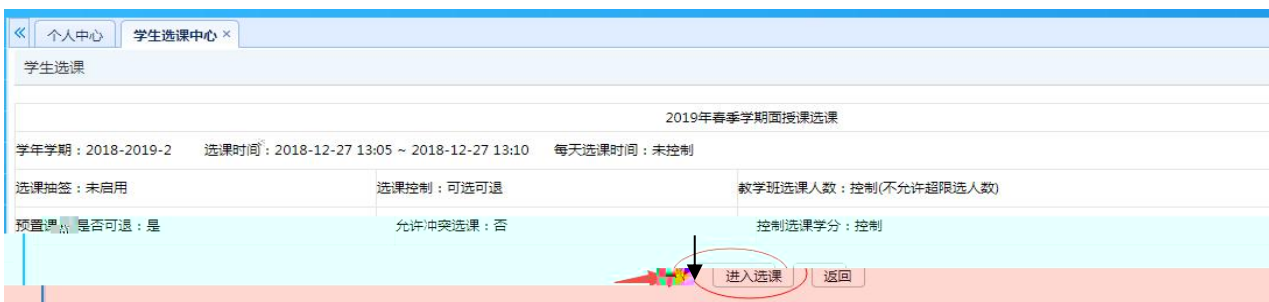 个人中心 学生选课中心 ×
学生选课
2019年春季学期面授课选课
学年学期：2018-2019-2 选课时间：2018-12-27 13:05 ~ 2018-12-27 13:10 每天选课时间：未控制
选课抽签：未启用 选课控制：可选可退 教学班选课人数：控制(不允许超限选人数)
预置课 是否可退：是 允许冲突选课：否 控制选课学分：控制
进入选课 返回